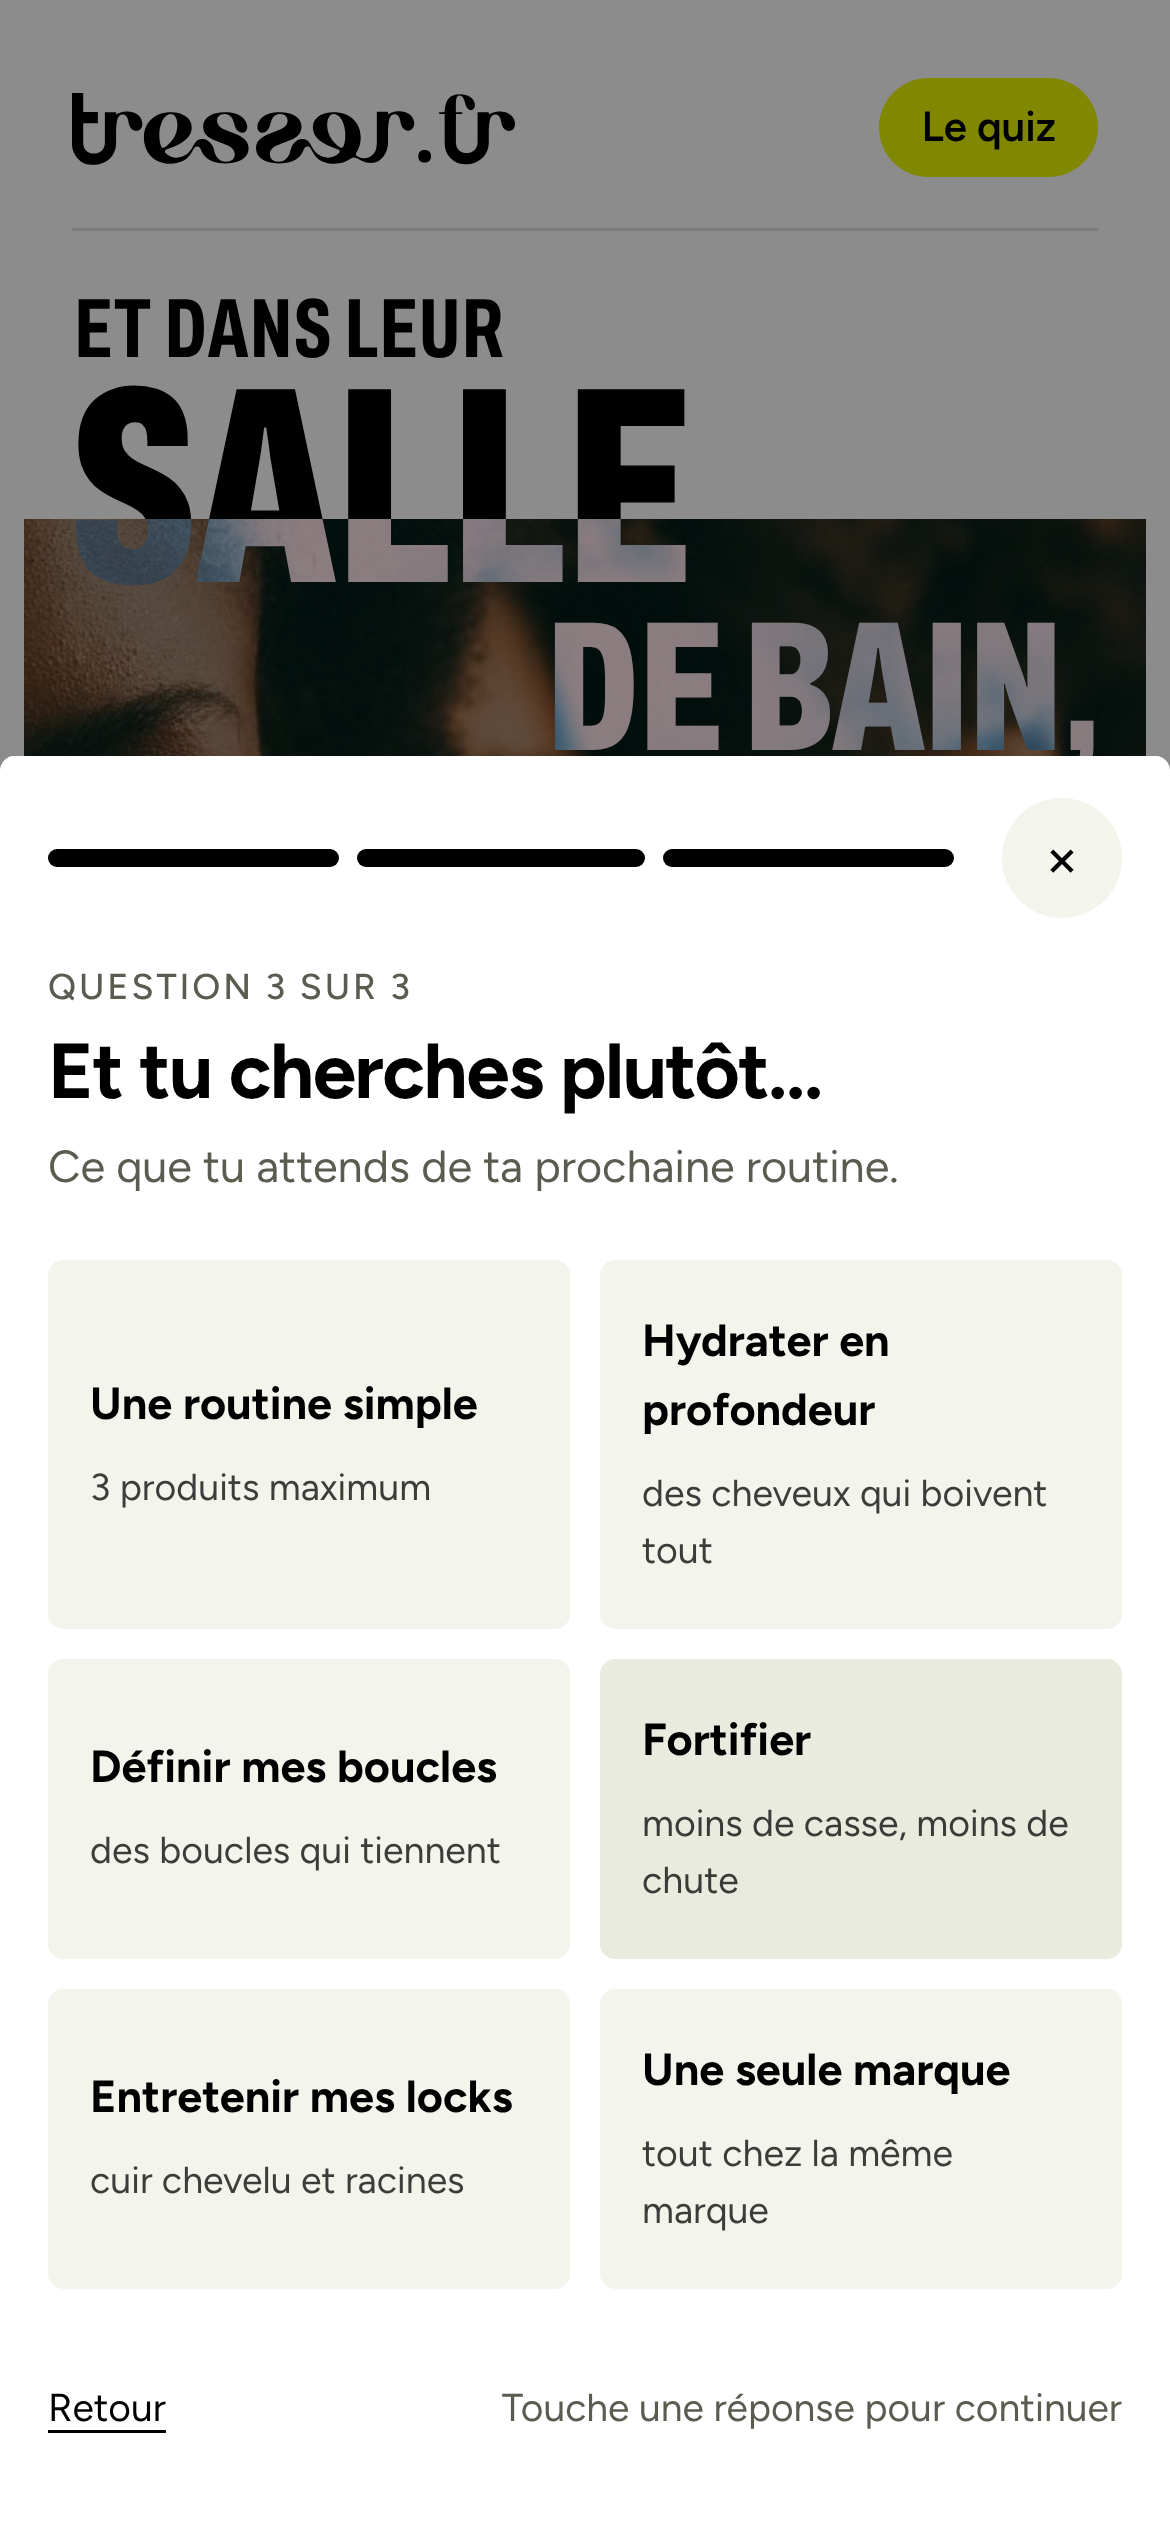 tressor.fr
Le quiz
ET DANS LEUR
SALLE
DE BAIN,
×
QUESTION 3 SUR 3
Et tu cherches plutôt...
Ce que tu attends de ta prochaine routine.
Une routine simple
3 produits maximum
Hydrater en
profondeur
des cheveux qui boivent
tout
Définir mes boucles
des boucles qui tiennent
Fortifier
moins de casse, moins de
chute
Entretenir mes locks
cuir chevelu et racines
Une seule marque
tout chez la même
marque
Retour
Touche une réponse pour continuer